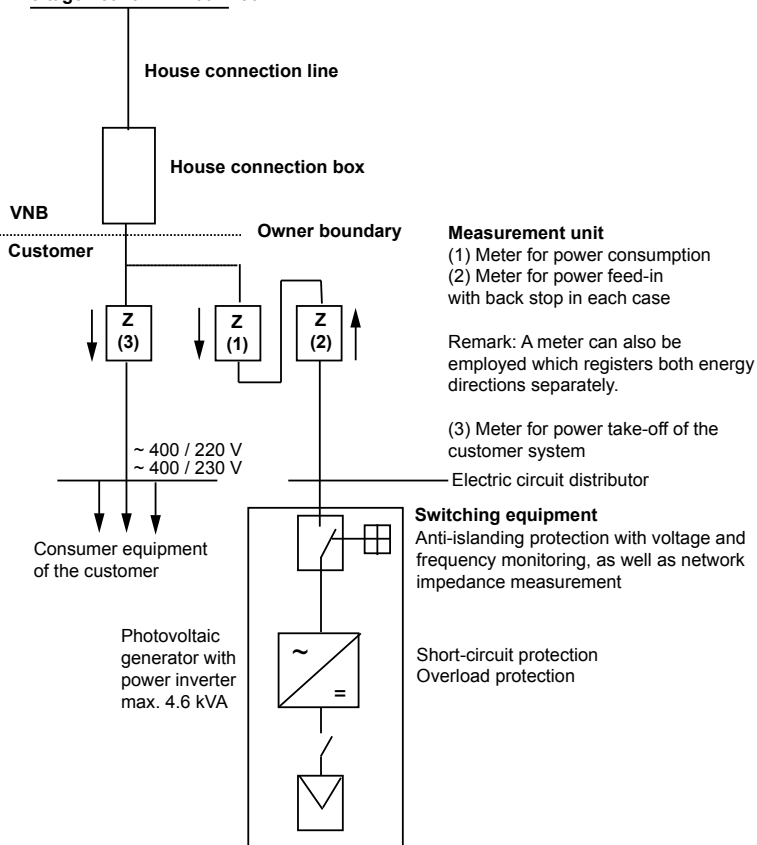 House connection line
House connection box
VNB
Owner boundary
Customer
Measurement unit
(1) Meter for power consumption
(2) Meter for power feed-in
with back stop in each case
Z
(3)
Z
(1)
Z
(2)
Remark: A meter can also be
employed which registers both energy
directions separately.
(3) Meter for power take-off of the
customer system
~ 400 / 220 V
~ 400 / 230 V
Electric circuit distributor
Consumer equipment
of the customer
Switching equipment
Anti-islanding protection with voltage and
frequency monitoring, as well as network
impedance measurement
Photovoltaic
generator with
power inverter
max. 4.6 kVA
~
=
Short-circuit protection
Overload protection